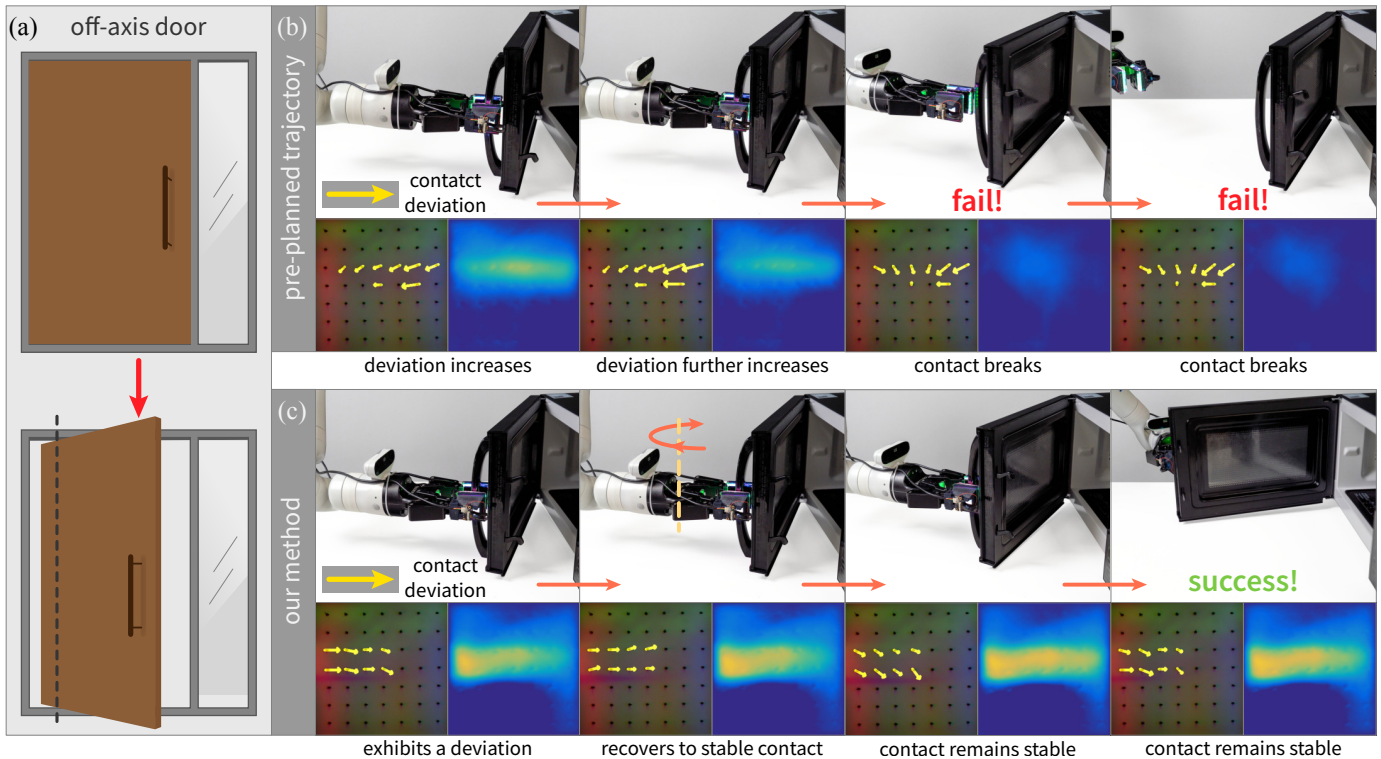 (a)
off-axis door
(b)
pre-planned trajectory
contatct
deviation
fail!
fail!
deviation increases
deviation further increases
contact breaks
contact breaks
(c)
our method
contact
deviation
success!
exhibits a deviation
recovers to stable contact
contact remains stable
contact remains stable